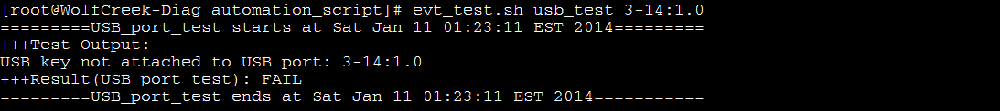 [root@WolfCreek-Diag automation_script]# evt_test.sh usb_test 3-14:1.0
=========USB_port_test starts at Sat Jan 11 01:23:11 EST 2014=========
+++Test Output:
USB key not attached to USB port: 3-14:1.0
+++Result(USB_port_test): FAIL
=========USB_port_test ends at Sat Jan 11 01:23:11 EST 2014===========